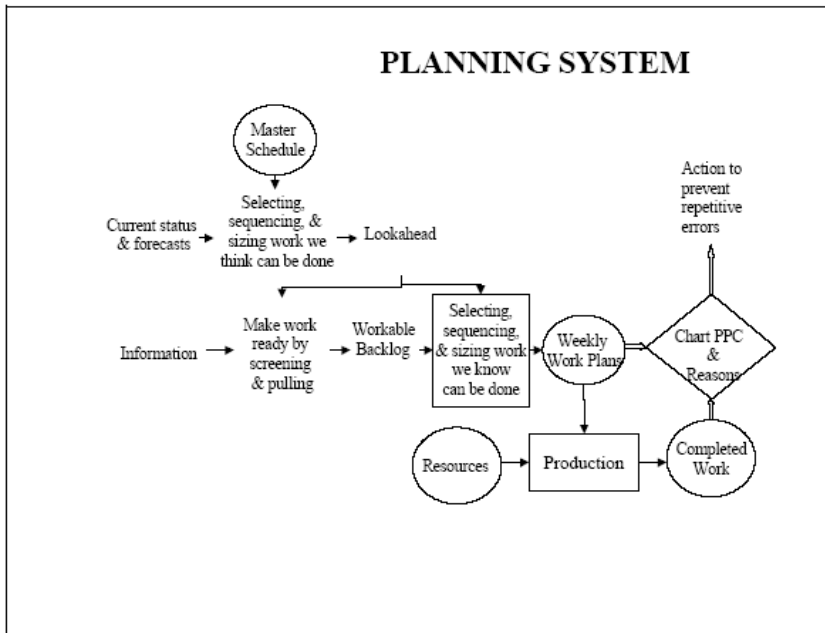 PLANNING SYSTEM
Master
Schedule
Action to
prevent
repetitive
errors
Current status
& forecasts
Selecting,
sequencing, &
sizing work we
think can be done
Lookahead
Information
Make work
ready by
screening
& pulling
Workable
Backlog
Selecting,
sequencing,
& sizing work
we know
can be done
Weekly
Work Plans
Chart PPC
&
Reasons
Resources
Production
Completed
Work